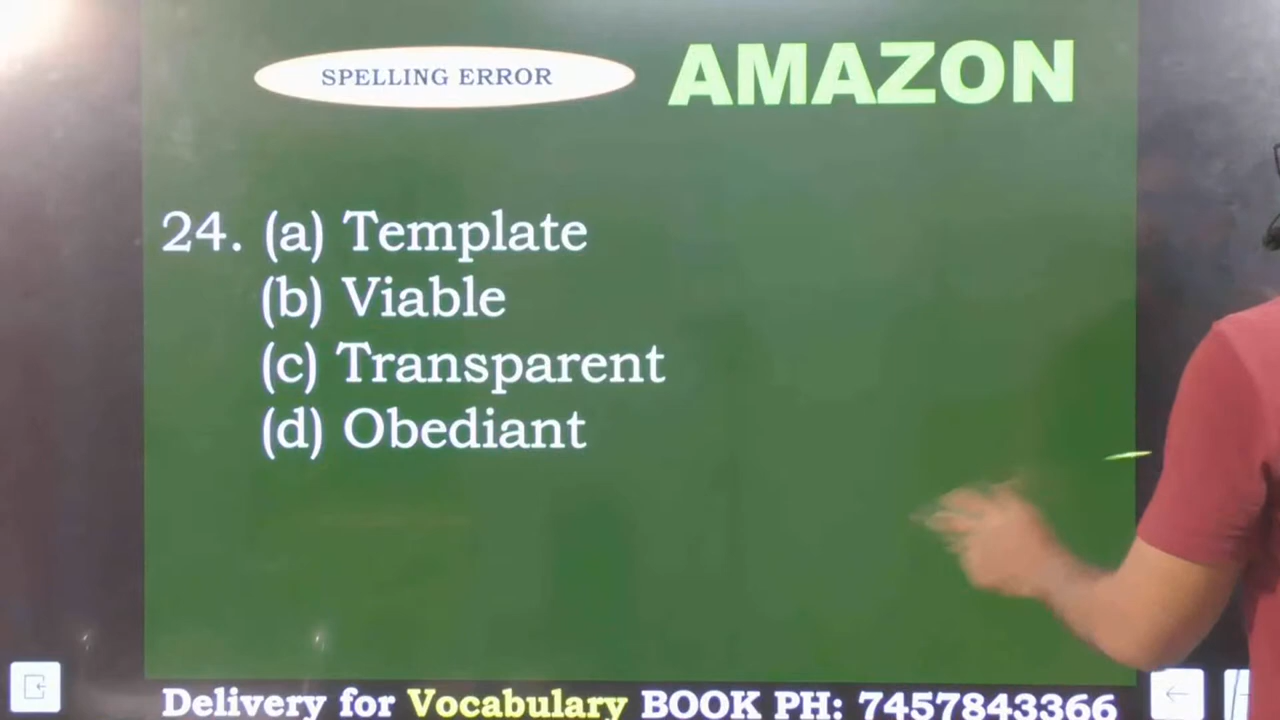 SPELLING ERROR AMAZON
24. (a) Template
(b) Viable
(c) Transparent
(d) Obediant
Delivery for Vocabulary BOOK PH: 7457843366